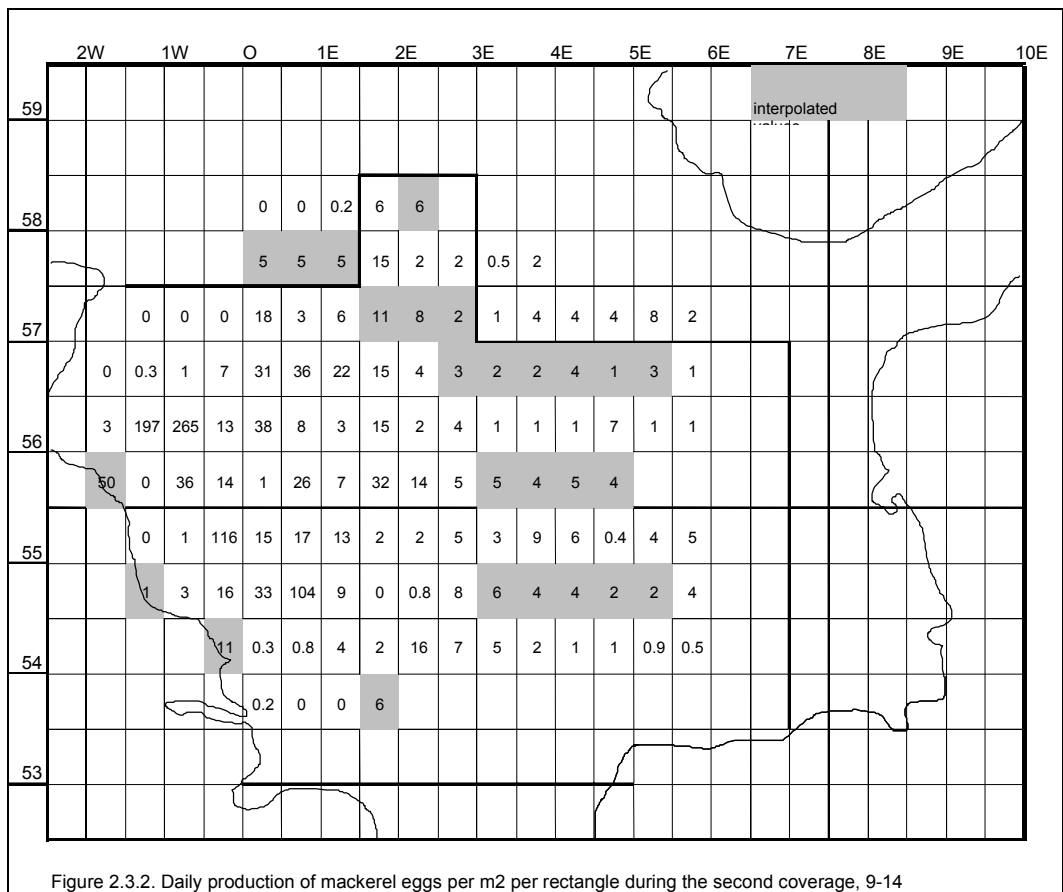 2W 1W O 1E 2E 3E 4E 5E 6E 7E 8E 9E 10E
59
interpolated
0 0 0.2 6 6
58
5 5 5 15 2 2 0.5 2
0 0 0 18 3 6 11 8 2 1 4 4 4 8 2
57
0 0.3 1 7 31 36 22 15 4 3 2 2 4 1 3 1
3 197 265 13 38 8 3 15 2 4 1 1 1 7 1 1
56
50 0 36 14 1 26 7 32 14 5 5 4 5 4
0 1 116 15 17 13 2 2 5 3 9 6 0.4 4 5
55
1 3 16 33 104 9 0 0.8 8 6 4 4 2 2 4
11 0.3 0.8 4 2 16 7 5 2 1 1 0.9 0.5
54
0.2 0 0 6
53
Figure 2.3.2. Daily production of mackerel eggs per m2 per rectangle during the second coverage, 9-14